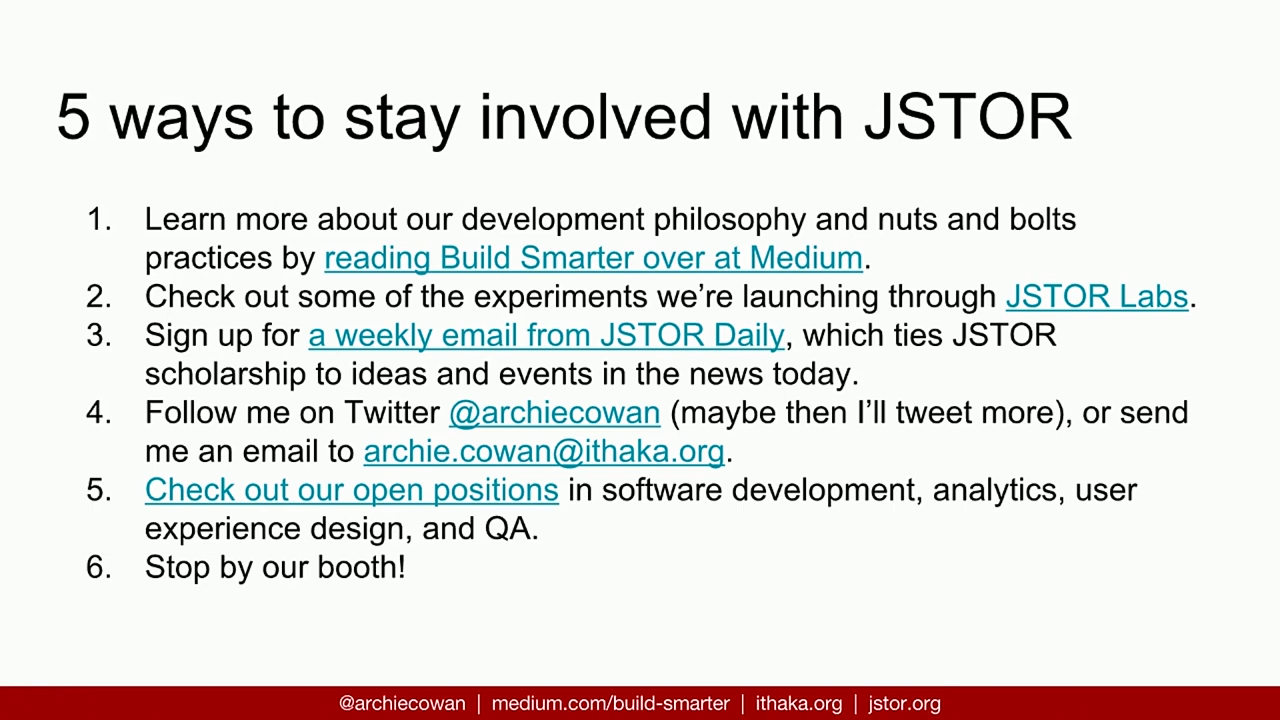 5 ways to stay involved with JSTOR
1. Learn more about our development philosophy and nuts and bolts
practices by reading Build Smarter over at Medium.
2. Check out some of the experiments we’re launching through JSTOR Labs.
3. Sign up for a weekly email from JSTOR Daily, which ties JSTOR
scholarship to ideas and events in the news today.
4. Follow me on Twitter @archiecowan (maybe then I’ll tweet more), or send
me an email to archie.cowan@ithaka.org.
5. Check out our open positions in software development, analytics, user
experience design, and QA.
6. Stop by our booth!
@archiecowan | medium.com/build-smarter | ithaka.org | jstor.org